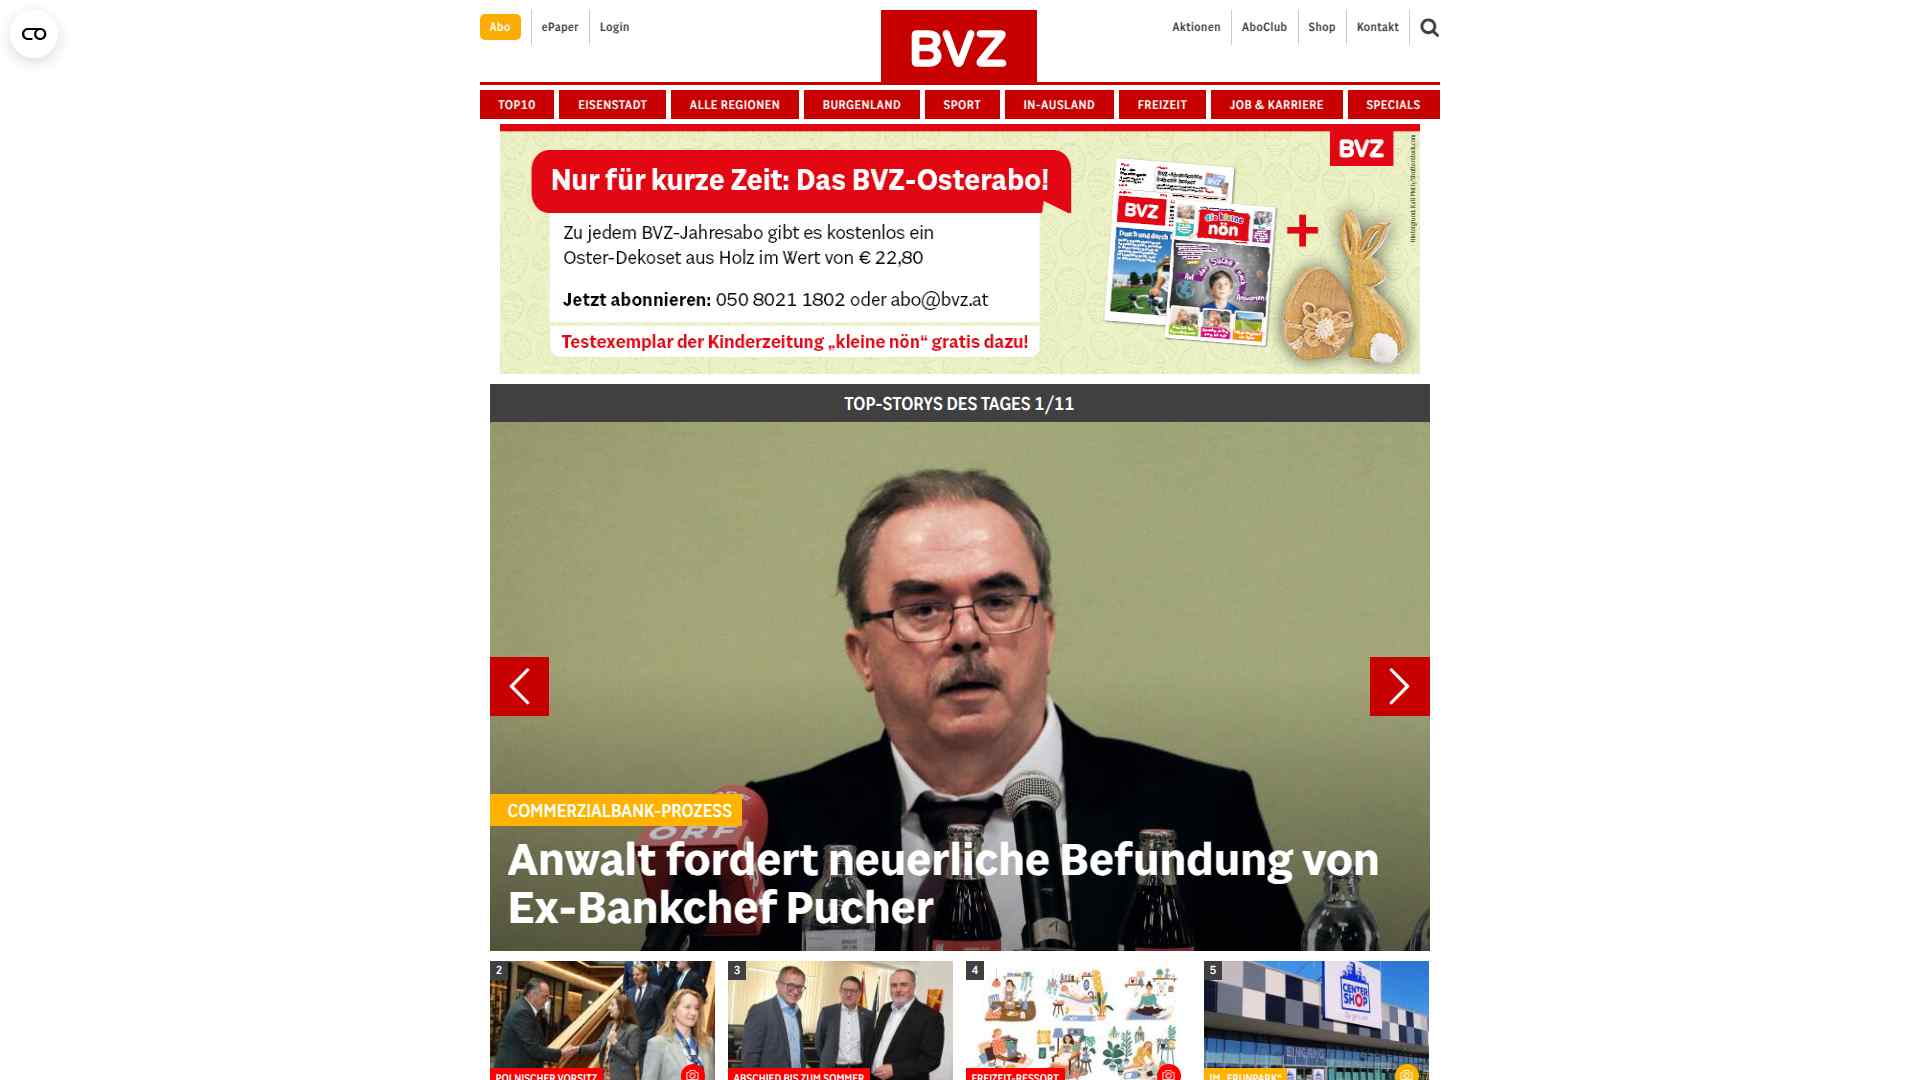 Abo
ePaper
Login
BVZ
Aktionen
AboClub
Shop
Kontakt
TOP10
EISENSTADT
ALLE REGIONEN
BURGENLAND
SPORT
IN-AUSLAND
FREIZEIT
JOB & KARRIERE
SPECIALS
Nur für kurze Zeit: Das BVZ-Osterabo!
Zu jedem BVZ-Jahresabo gibt es kostenlos ein
Oster-Dekoset aus Holz im Wert von € 22,80
Jetzt abonnieren: 050 8021 1802 oder abo@bvz.at
Testexemplar der Kinderzeitung „kleine nön“ gratis dazu!
BVZ
die kleine
nön
+
BVZ
TOP-STORYS DES TAGES 1/11
COMMERZIALBANK-PROZESS
ORF
Anwalt fordert neuerliche Befundung von
Ex-Bankchef Pucher
2
POLNISCHER VORSITZ
3
ABSCHIED BIS ZUM SOMMER
4
FREIZEIT-RESSORT
5
CENTER
SHOP
IM „FRUNPARK“